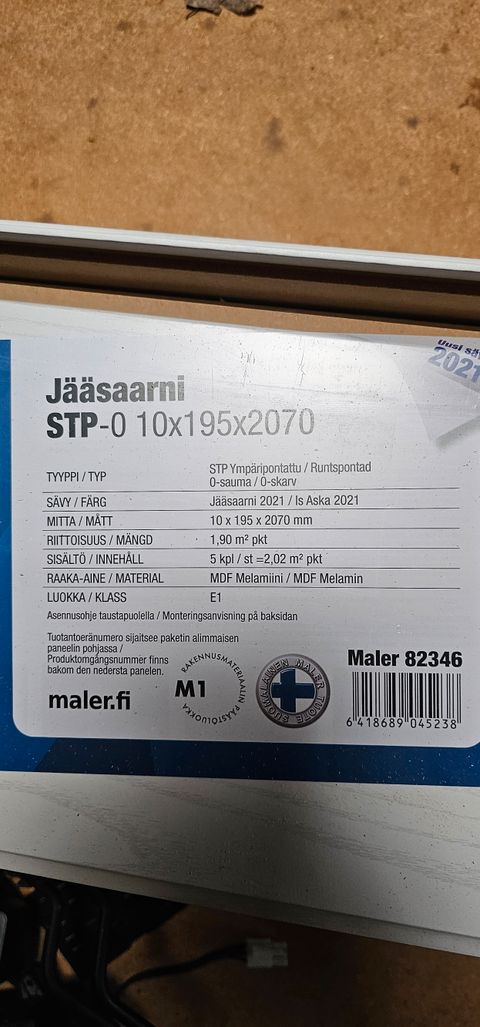 Uusi sä
2021
Jääsaarni
STP-0 10x195x2070
TYYPPI / TYP STP Ympäripontattu / Runtspontad
0-sauma / 0-skarv
SÄVY / FÄRG Jääsaarni 2021 / Is Aska 2021
MITTA / MÅTT 10 x 195 x 2070 mm
RIITTOISUUS / MÄNGD 1,90 m² pkt
SISÄLTÖ / INNEHÅLL 5 kpl / st =2,02 m² pkt
RAAKA-AINE / MATERIAL MDF Melamiini / MDF Melamin
LUOKKA / KLASS E1
Asennusohje taustapuolella / Monteringsanvisning på baksidan
Tuotantoeränumero sijaitsee paketin alimmaisen
paneelin pohjassa /
Produktomgångsnummer finns
bakom den nedersta panelen.
maler.fi
M1
RAKENNUSMATERIAALIN PÄÄSTÖLUOKKA
SUOMALAINEN MALER TUOTE
Maler 82346
6 418689 045238